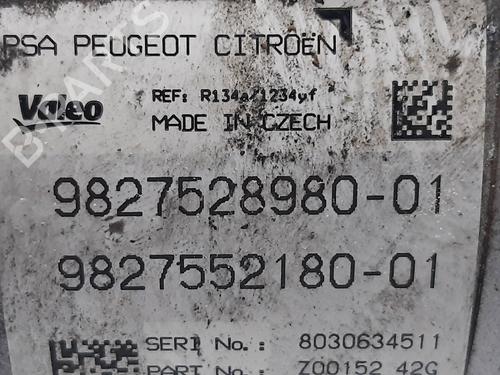 PSA PEUGEOT CITROËN
Valeo
REF: R134a/1234yf
MADE IN CZECH
9827528980-01
9827552180-01
SERI No.: 8030634511
PART No.: Z00152 42G